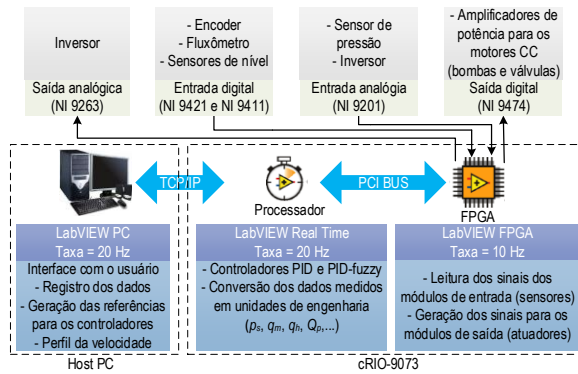 Inversor
Saída analógica
(NI 9263)
- Encoder
- Fluxômetro
- Sensores de nível
Entrada digital
(NI 9421 e NI 9411)
- Sensor de
pressão
- Inversor
Entrada analógia
(NI 9201)
- Amplificadores de
potência para os
motores CC
(bombas e válvulas)
Saída digital
(NI 9474)
TCP/IP
Processador
PCI BUS
FPGA
LabVIEW PC
Taxa = 20 Hz
Interface com o usuário
- Registro dos dados
- Geração das referências
para os controladores
- Perfil da velocidade
LabVIEW Real Time
Taxa = 20 Hz
- Controladores PID e PID-fuzzy
- Conversão dos dados medidos
em unidades de engenharia
(ps, qm, qh, Qp,...)
LabVIEW FPGA
Taxa = 10 Hz
- Leitura dos sinais dos
módulos de entrada (sensores)
- Geração dos sinais para os
módulos de saída (atuadores)
Host PC
cRIO-9073